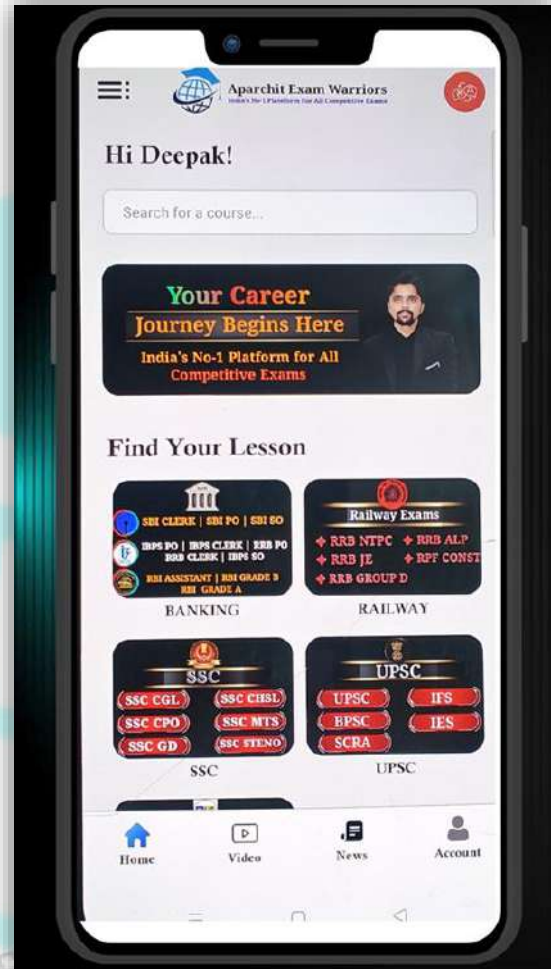 Aparchit Exam Warriors
India's No-1 Plateform for All Competitive Exams
Hi Deepak!
Search for a course...
Your Career
Journey Begins Here
India's No-1 Platform for All
Competitive Exams
Find Your Lesson
SBI CLERK | SBI PO | SBI SO
IBPS PO | IBPS CLERK | RRB PO
RRB CLERK | IBPS SO
RBI ASSISTANT | RBI GRADE B
RBI GRADE A
BANKING
Railway Exams
RRB NTPC
RRB ALP
RRB JE
RPF CONST
RRB GROUP D
RAILWAY
SSC
SSC CGL
SSC CHSL
SSC CPO
SSC MTS
SSC GD
SSC STENO
SSC
UPSC
UPSC
IFS
BPSC
IES
SCRA
UPSC
Home
Video
News
Account